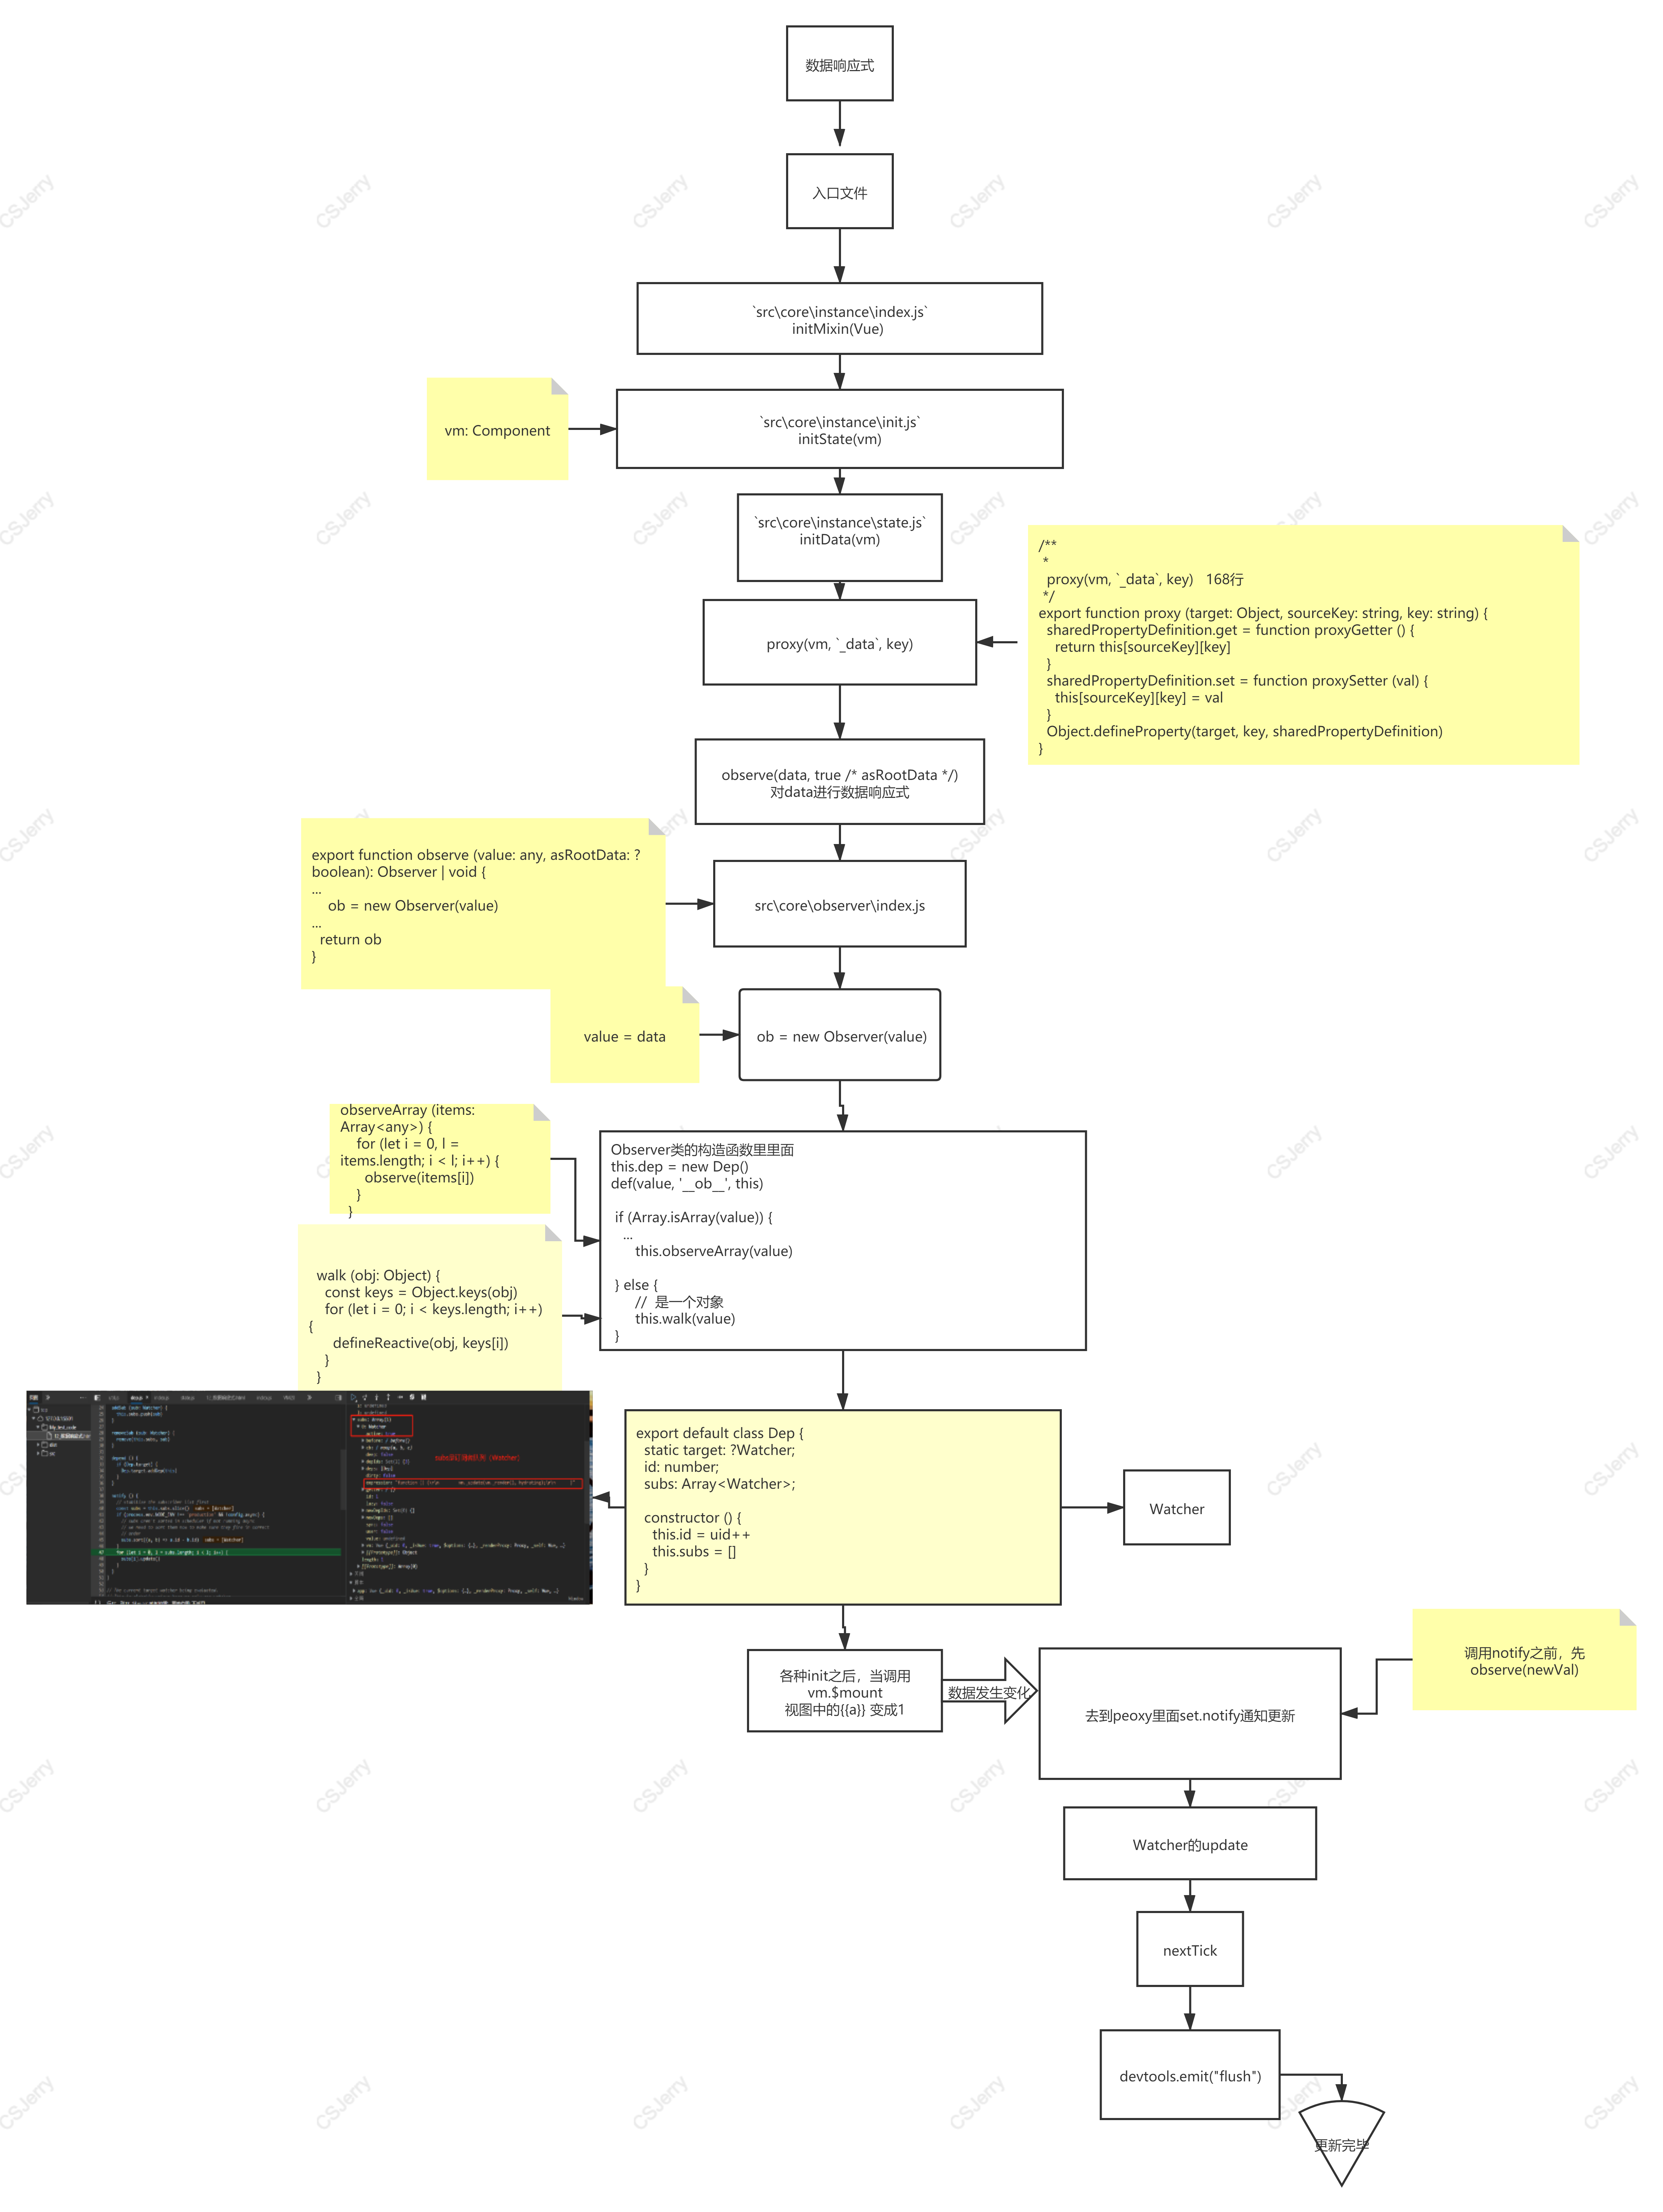 数据响应式
入口文件
`src\core\instance\index.js`
initMixin(Vue)
vm: Component
`src\core\instance\init.js`
initState(vm)
`src\core\instance\state.js`
initData(vm)
proxy(vm, `_data`, key)
/**
 *
  proxy(vm, `_data`, key)   168行
 */
export function proxy (target: Object, sourceKey: string, key: string) {
  sharedPropertyDefinition.get = function proxyGetter () {
    return this[sourceKey][key]
  }
  sharedPropertyDefinition.set = function proxySetter (val) {
    this[sourceKey][key] = val
  }
  Object.defineProperty(target, key, sharedPropertyDefinition)
}
observe(data, true /* asRootData */)
对data进行数据响应式
export function observe (value: any, asRootData: ?
boolean): Observer | void {
...
    ob = new Observer(value)
...
  return ob
}
src\core\observer\index.js
value = data
ob = new Observer(value)
observeArray (items:
Array<any>) {
    for (let i = 0, l =
items.length; i < l; i++) {
      observe(items[i])
    }
  }
Observer类的构造函数里里面
this.dep = new Dep()
def(value, '__ob__', this)
if (Array.isArray(value)) {
  ...
     this.observeArray(value)
} else {
     //  是一个对象
     this.walk(value)
}
  walk (obj: Object) {
    const keys = Object.keys(obj)
    for (let i = 0; i < keys.length; i++)
{
      defineReactive(obj, keys[i])
    }
  }
export default class Dep {
  static target: ?Watcher;
  id: number;
  subs: Array<Watcher>;
  constructor () {
    this.id = uid++
    this.subs = []
  }
}
Watcher
各种init之后，当调用
vm.$mount
视图中的{{a}} 变成1
数据发生变化
去到peoxy里面set.notify通知更新
调用notify之前，先
observe(newVal)
Watcher的update
nextTick
devtools.emit("flush")
更新完毕
CSJerry